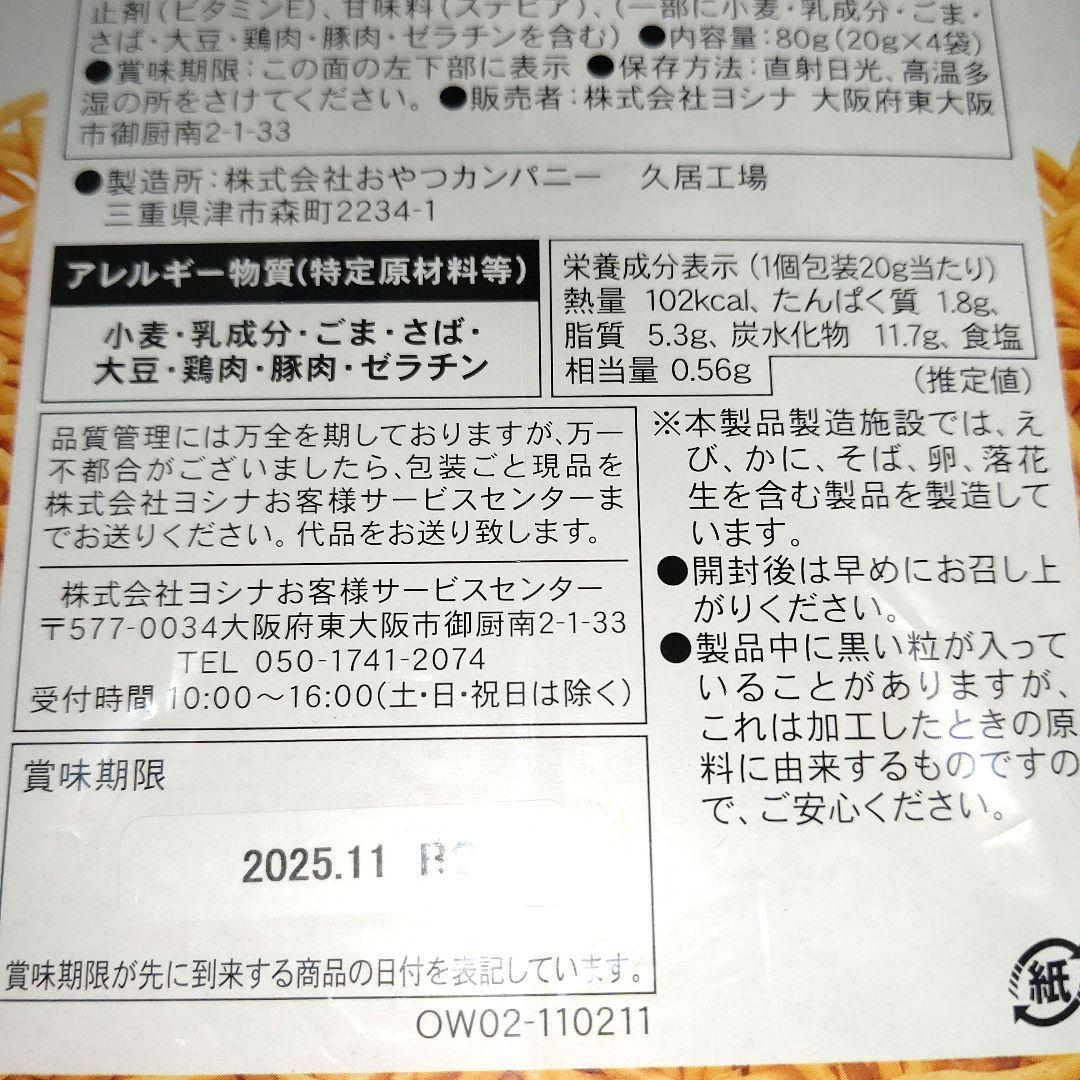 止剤(ビタミンE)、甘味料(ステビア)、(一部に小麦・乳成分・ごま・
さば・大豆・鶏肉・豚肉・ゼラチンを含む) ●内容量:80g(20g×4袋)
●賞味期限:この面の左下部に表示 ●保存方法:直射日光、高温多
湿の所をさけてください。●販売者:株式会社ヨシナ 大阪府東大阪
市御厨南2-1-33
●製造所:株式会社おやつカンパニー 久居工場
三重県津市森町2234-1
アレルギー物質(特定原材料等)
小麦・乳成分・ごま・さば・
大豆・鶏肉・豚肉・ゼラチン
栄養成分表示(1個包装20g当たり)
熱量 102kcal、たんぱく質 1.8g、
脂質 5.3g、炭水化物 11.7g、食塩
相当量 0.56g
(推定値)
品質管理には万全を期しておりますが、万一
不都合がございましたら、包装ごと現品を
株式会社ヨシナお客様サービスセンターま
でお送りください。代品をお送り致します。
株式会社ヨシナお客様サービスセンター
〒577-0034大阪府東大阪市御厨南2-1-33
TEL 050-1741-2074
受付時間 10:00〜16:00(土・日・祝日は除く)
※本製品製造施設では、え
び、かに、そば、卵、落花
生を含む製品を製造して
います。
●開封後は早めにお召し上
がりください。
●製品中に黒い粒が入って
いることがありますが、
これは加工したときの原
料に由来するものですの
で、ご安心ください。
賞味期限
2025.11
賞味期限が先に到来する商品の日付を表記しています。
OW02-110211
紙